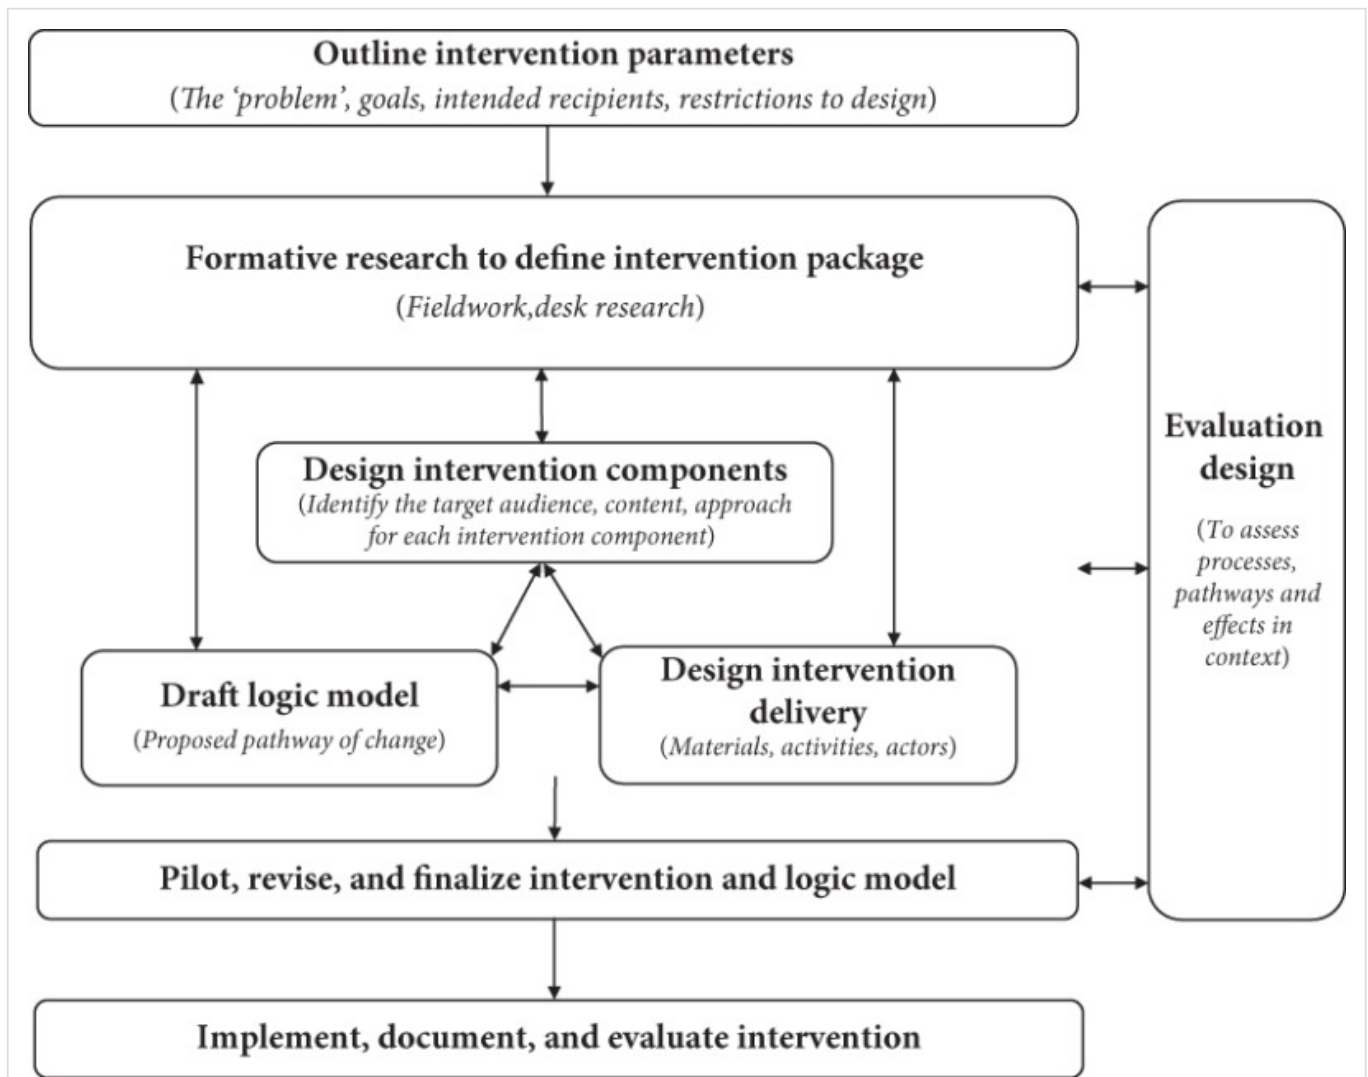 Outline intervention parameters
(The ‘problem’, goals, intended recipients, restrictions to design)
Formative research to define intervention package
(Fieldwork,desk research)
Design intervention components
(Identify the target audience, content, approach
for each intervention component)
Draft logic model
(Proposed pathway of change)
Design intervention
delivery
(Materials, activities, actors)
Pilot, revise, and finalize intervention and logic model
Implement, document, and evaluate intervention
Evaluation
design
(To assess
processes,
pathways and
effects in
context)